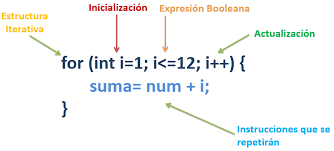 Inicialización
Expresión Booleana
Estructura
Iterativa
Actualización
for (int i=1; i<=12; i++) {
suma= num + i;
}
Instrucciones que se
repetirán